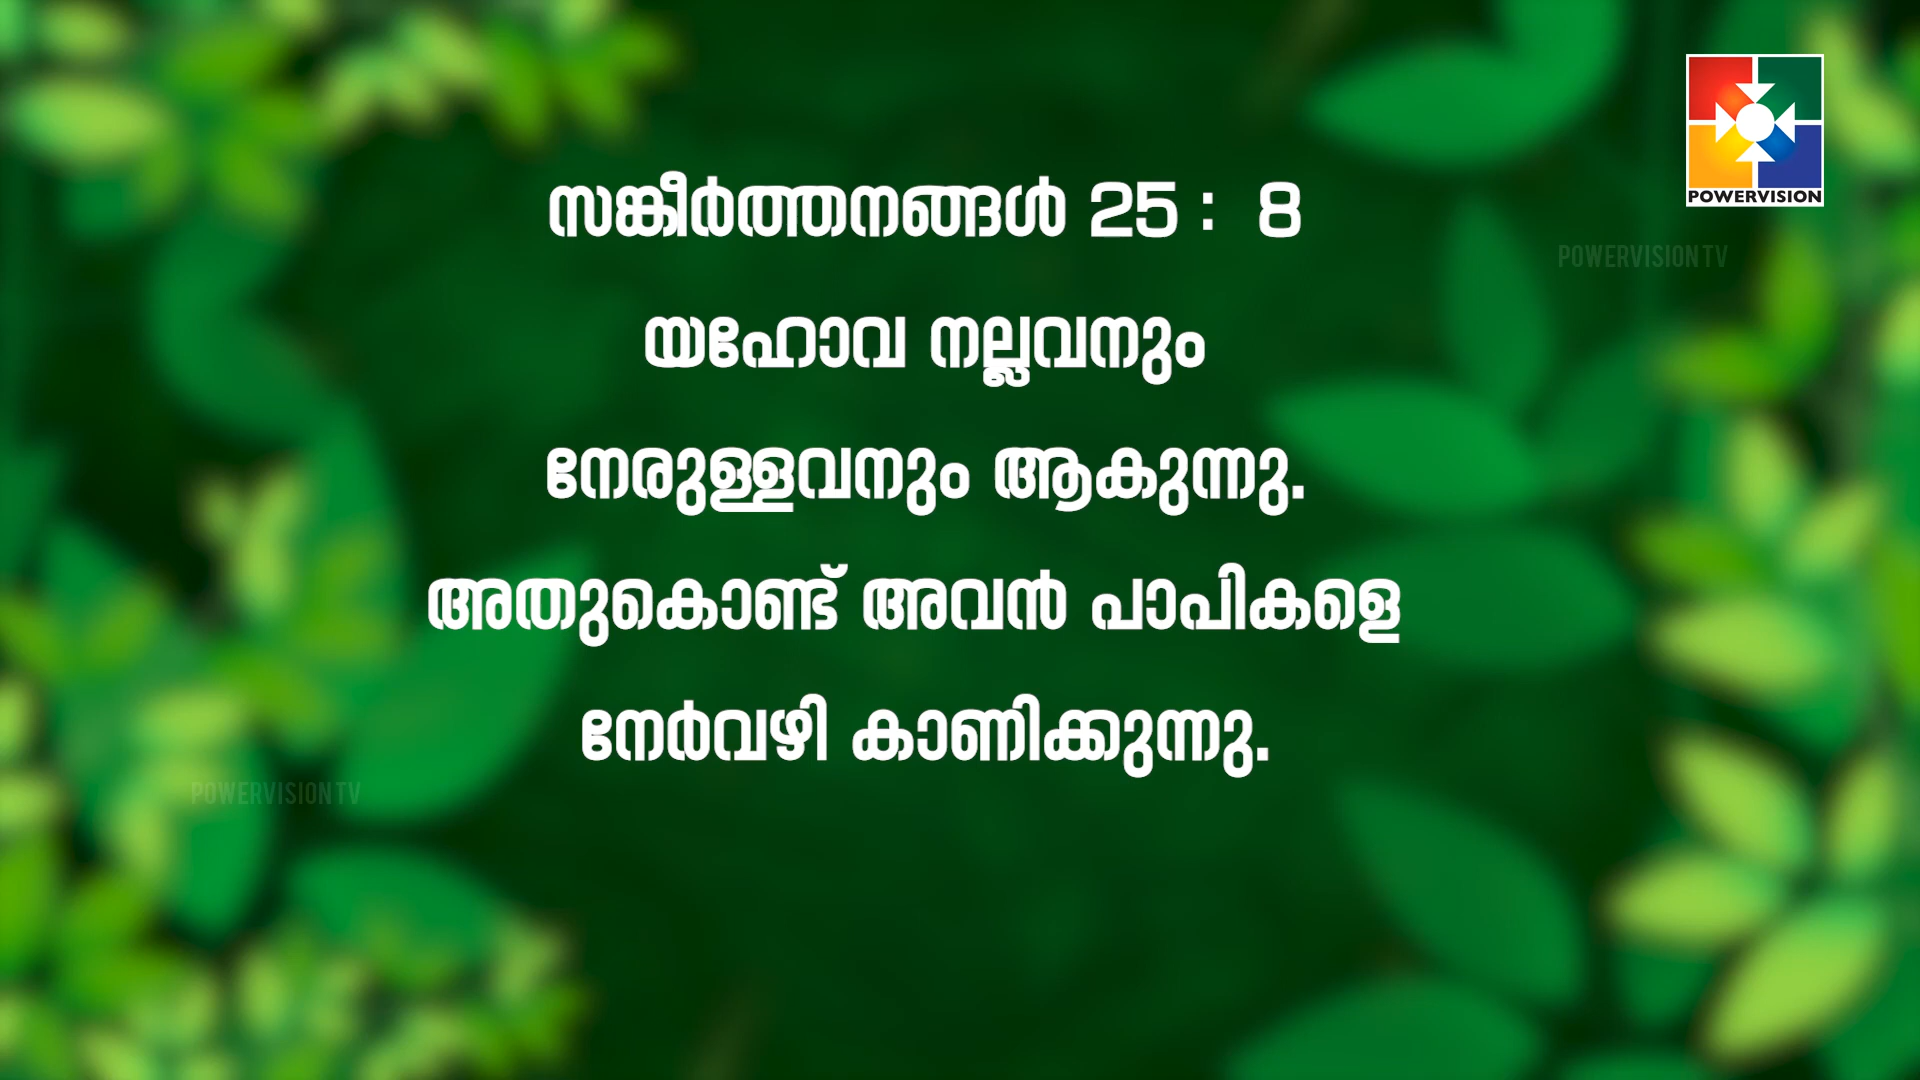 POWERVISION
സങ്കീർത്തനങ്ങൾ 25 : 8
POWERVISION TV
യഹോവ നല്ലവനും
നേരുള്ളവനും ആകുന്നു.
അതുകൊണ്ട് അവൻ പാപികളെ
നേർവഴി കാണിക്കുന്നു.
POWERVISION TV